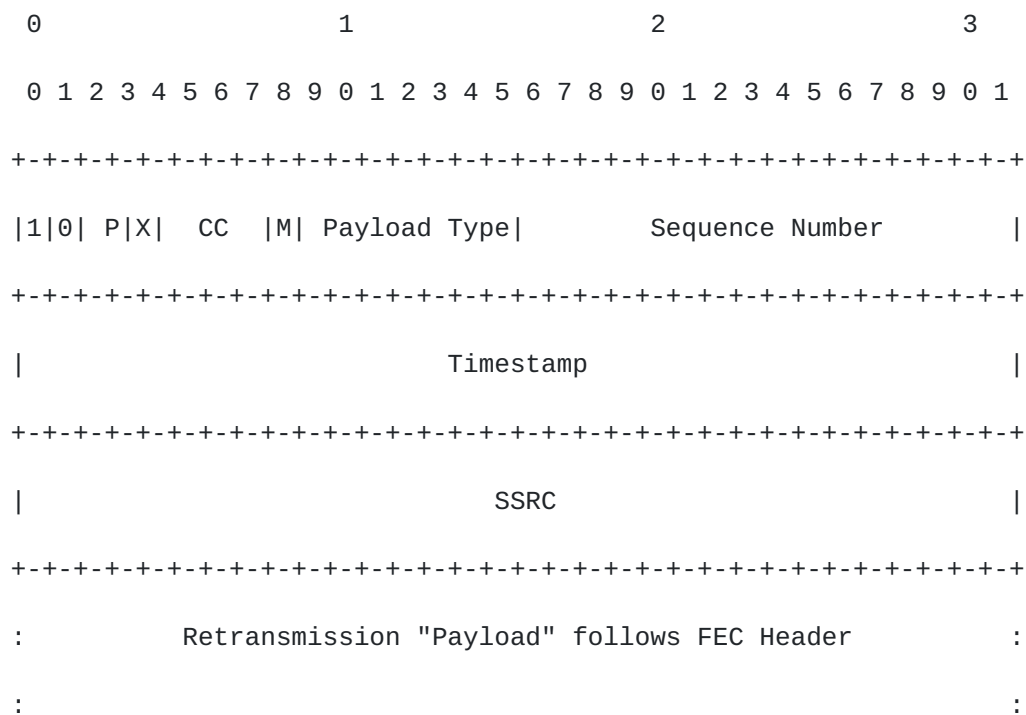 0                   1                   2                   3
 0 1 2 3 4 5 6 7 8 9 0 1 2 3 4 5 6 7 8 9 0 1 2 3 4 5 6 7 8 9 0 1
+-+-+-+-+-+-+-+-+-+-+-+-+-+-+-+-+-+-+-+-+-+-+-+-+-+-+-+-+-+-+-+-+
|1|0| P|X|  CC  |M| Payload Type|        Sequence Number        |
+-+-+-+-+-+-+-+-+-+-+-+-+-+-+-+-+-+-+-+-+-+-+-+-+-+-+-+-+-+-+-+-+
|                           Timestamp                           |
+-+-+-+-+-+-+-+-+-+-+-+-+-+-+-+-+-+-+-+-+-+-+-+-+-+-+-+-+-+-+-+-+
|                              SSRC                             |
+-+-+-+-+-+-+-+-+-+-+-+-+-+-+-+-+-+-+-+-+-+-+-+-+-+-+-+-+-+-+-+-+
:          Retransmission "Payload" follows FEC Header          :
:                                                               :